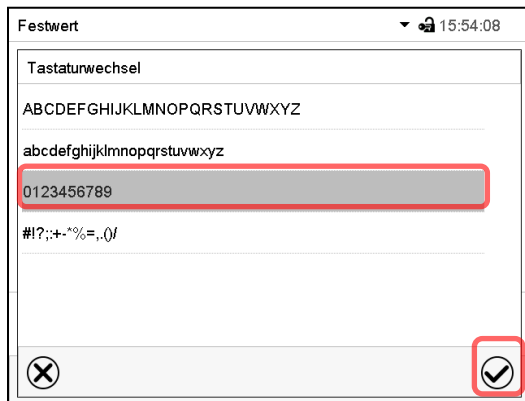 Festwert 15:54:08
Tastaturwechsel
ABCDEFGHIJKLMNOPQRSTUVWXYZ
abcdefghijklmnopqrstuvwxyz
0123456789
#!?;:+-*%=,.()/